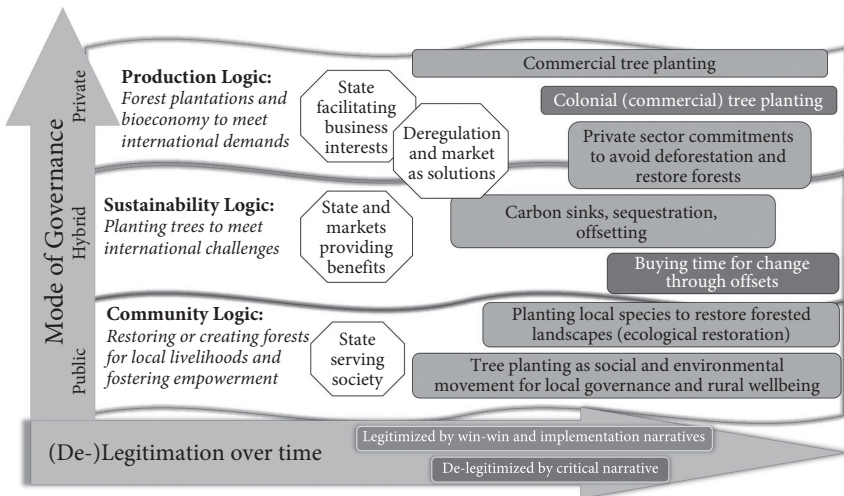 Mode of Governance
Private
Hybrid
Public
Production Logic:
Forest plantations and
bioeconomy to meet
international demands
State
facilitating
business
interests
Deregulation
and market
as solutions
Commercial tree planting
Colonial (commercial) tree planting
Private sector commitments
to avoid deforestation and
restore forests
Sustainability Logic:
Planting trees to meet
international challenges
State and
markets
providing
benefits
Carbon sinks, sequestration,
offsetting
Buying time for change
through offsets
Community Logic:
Restoring or creating forests
for local livelihoods and
fostering empowerment
State
serving
society
Planting local species to restore forested
landscapes (ecological restoration)
Tree planting as social and environmental
movement for local governance and rural wellbeing
(De-)Legitimation over time
Legitimized by win-win and implementation narratives
De-legitimized by critical narrative